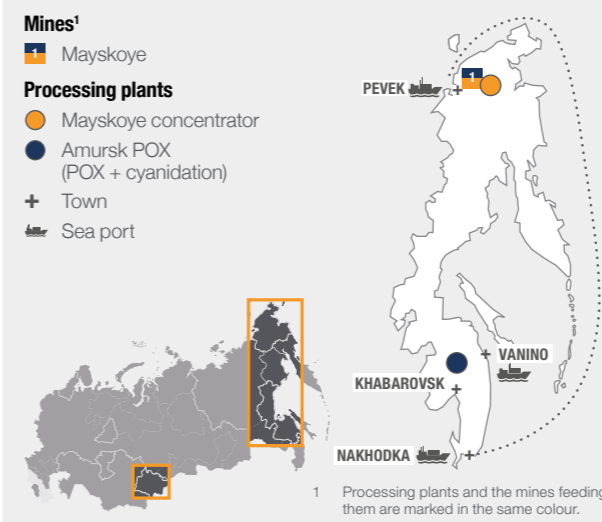 Mines¹
1 Mayskoye
Processing plants
Mayskoye concentrator
Amursk POX
(POX + cyanidation)
Town
Sea port
1
PEVEK
VANINO
KHABAROVSK
NAKHODKA
1 Processing plants and the mines feeding
them are marked in the same colour.